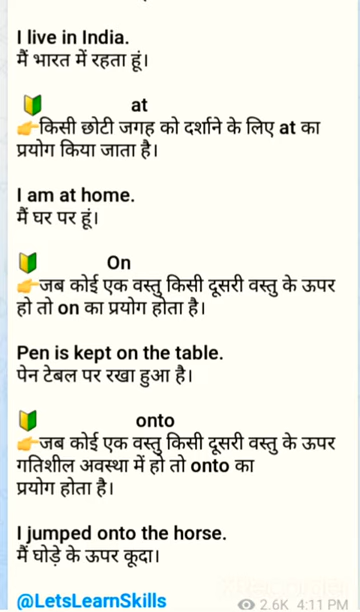 I live in India.
मैं भारत में रहता हूं।
at
किसी छोटी जगह को दर्शाने के लिए at का
प्रयोग किया जाता है।
I am at home.
मैं घर पर हूं।
On
जब कोई एक वस्तु किसी दूसरी वस्तु के ऊपर
हो तो on का प्रयोग होता है।
Pen is kept on the table.
पेन टेबल पर रखा हुआ है।
onto
जब कोई एक वस्तु किसी दूसरी वस्तु के ऊपर
गतिशील अवस्था में हो तो onto का
प्रयोग होता है।
I jumped onto the horse.
मैं घोड़े के ऊपर कूदा।
@LetsLearnSkills
2.6K 4:11 PM